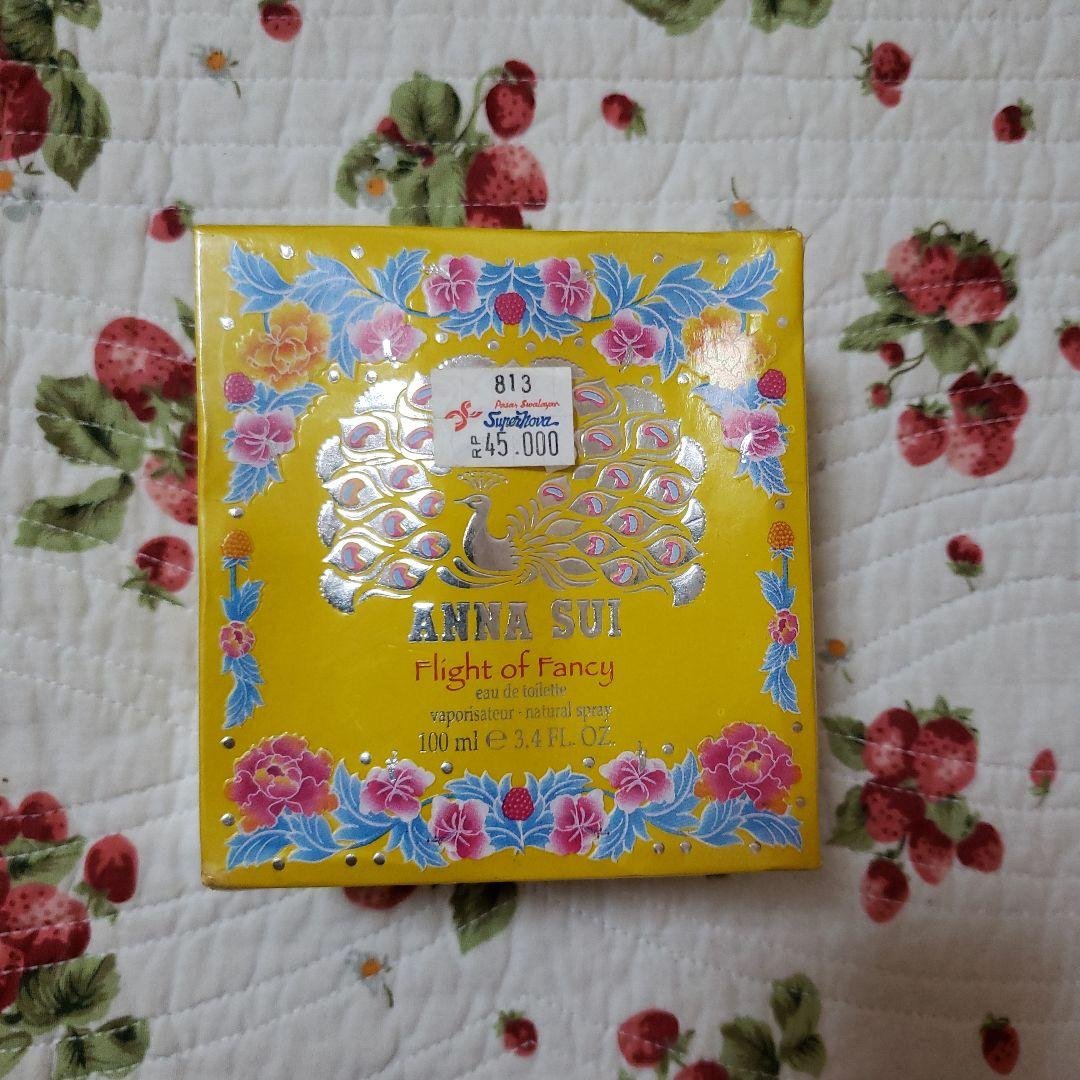 813
Pasar Swalayan
SuperNova
RP 45.000
ANNA SUI
Flight of Fancy
eau de toilette
vaporisateur · natural spray
100 ml ℮ 3.4 FL. OZ.